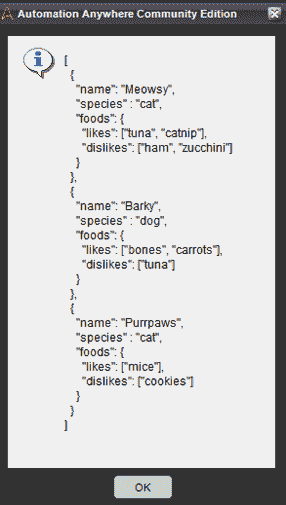 Automation Anywhere Community Edition
[
{
"name": "Meowsy",
"species" : "cat",
"foods": {
"likes": ["tuna", "catnip"],
"dislikes": ["ham", "zucchini"]
}
},
{
"name": "Barky",
"species" : "dog",
"foods": {
"likes": ["bones", "carrots"],
"dislikes": ["tuna"]
}
},
{
"name": "Purrpaws",
"species" : "cat",
"foods": {
"likes": ["mice"],
"dislikes": ["cookies"]
}
}
]
OK